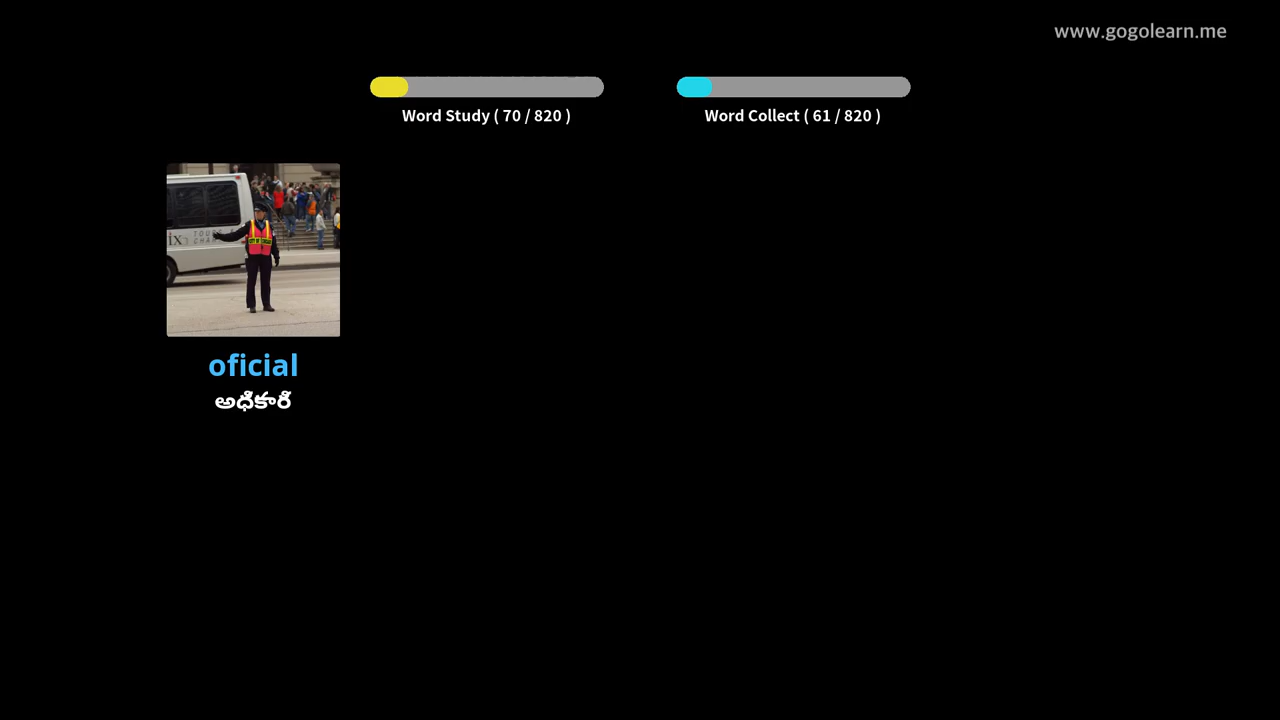 www.gogolearn.me
Word Study ( 70 / 820 )
Word Collect ( 61 / 820 )
oficial
అధికారి